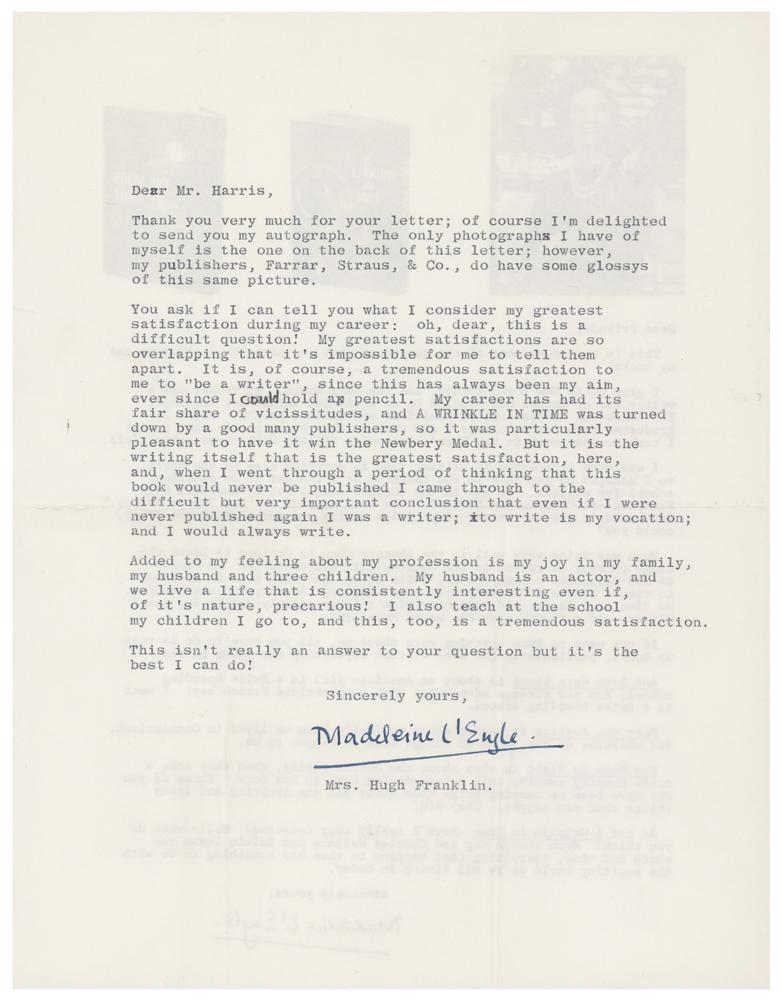 Dear Mr. Harris,
Thank you very much for your letter; of course I'm delighted
to send you my autograph. The only photographs I have of
myself is the one on the back of this letter; however,
my publishers, Farrar, Straus, & Co., do have some glossys
of this same picture.
You ask if I can tell you what I consider my greatest
satisfaction during my career: oh, dear, this is a
difficult question! My greatest satisfactions are so
overlapping that it's impossible for me to tell them
apart. It is, of course, a tremendous satisfaction to
me to "be a writer", since this has always been my aim,
ever since I could hold a pencil. My career has had its
fair share of vicissitudes, and A WRINKLE IN TIME was turned
down by a good many publishers, so it was particularly
pleasant to have it win the Newbery Medal. But it is the
writing itself that is the greatest satisfaction, here,
and, when I went through a period of thinking that this
book would never be published I came through to the
difficult but very important conclusion that even if I were
never published again I was a writer; to write is my vocation;
and I would always write.
Added to my feeling about my profession is my joy in my family,
my husband and three children. My husband is an actor, and
we live a life that is consistently interesting even if,
of it's nature, precarious! I also teach at the school
my children I go to, and this, too, is a tremendous satisfaction.
This isn't really an answer to your question but it's the
best I can do!
Sincerely yours,
Madeleine L'Engle.
Mrs. Hugh Franklin.